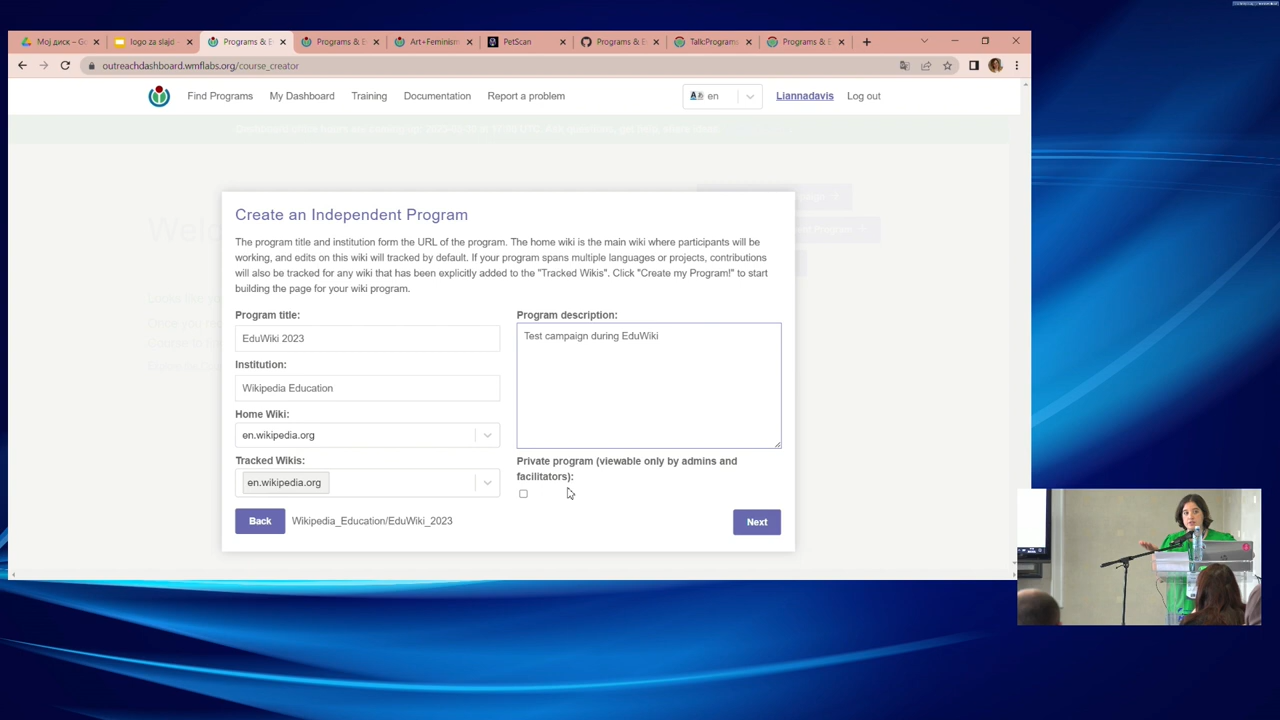 Мој диск – G
logo za slajd
Programs & E
Programs & E
Art+Feminism
PetScan
Programs & E
Talk:Programs
Programs & E
outreachdashboard.wmflabs.org/course_creator
Find Programs
My Dashboard
Training
Documentation
Report a problem
en
Liannadavis
Log out
Create an Independent Program
The program title and institution form the URL of the program. The home wiki is the main wiki where participants will be
working, and edits on this wiki will tracked by default. If your program spans multiple languages or projects, contributions
will also be tracked for any wiki that has been explicitly added to the "Tracked Wikis". Click "Create my Program!" to start
building the page for your wiki program.
Program title:
EduWiki 2023
Institution:
Wikipedia Education
Home Wiki:
en.wikipedia.org
Tracked Wikis:
en.wikipedia.org
Program description:
Test campaign during EduWiki
Private program (viewable only by admins and
facilitators):
Back
Wikipedia_Education/EduWiki_2023
Next